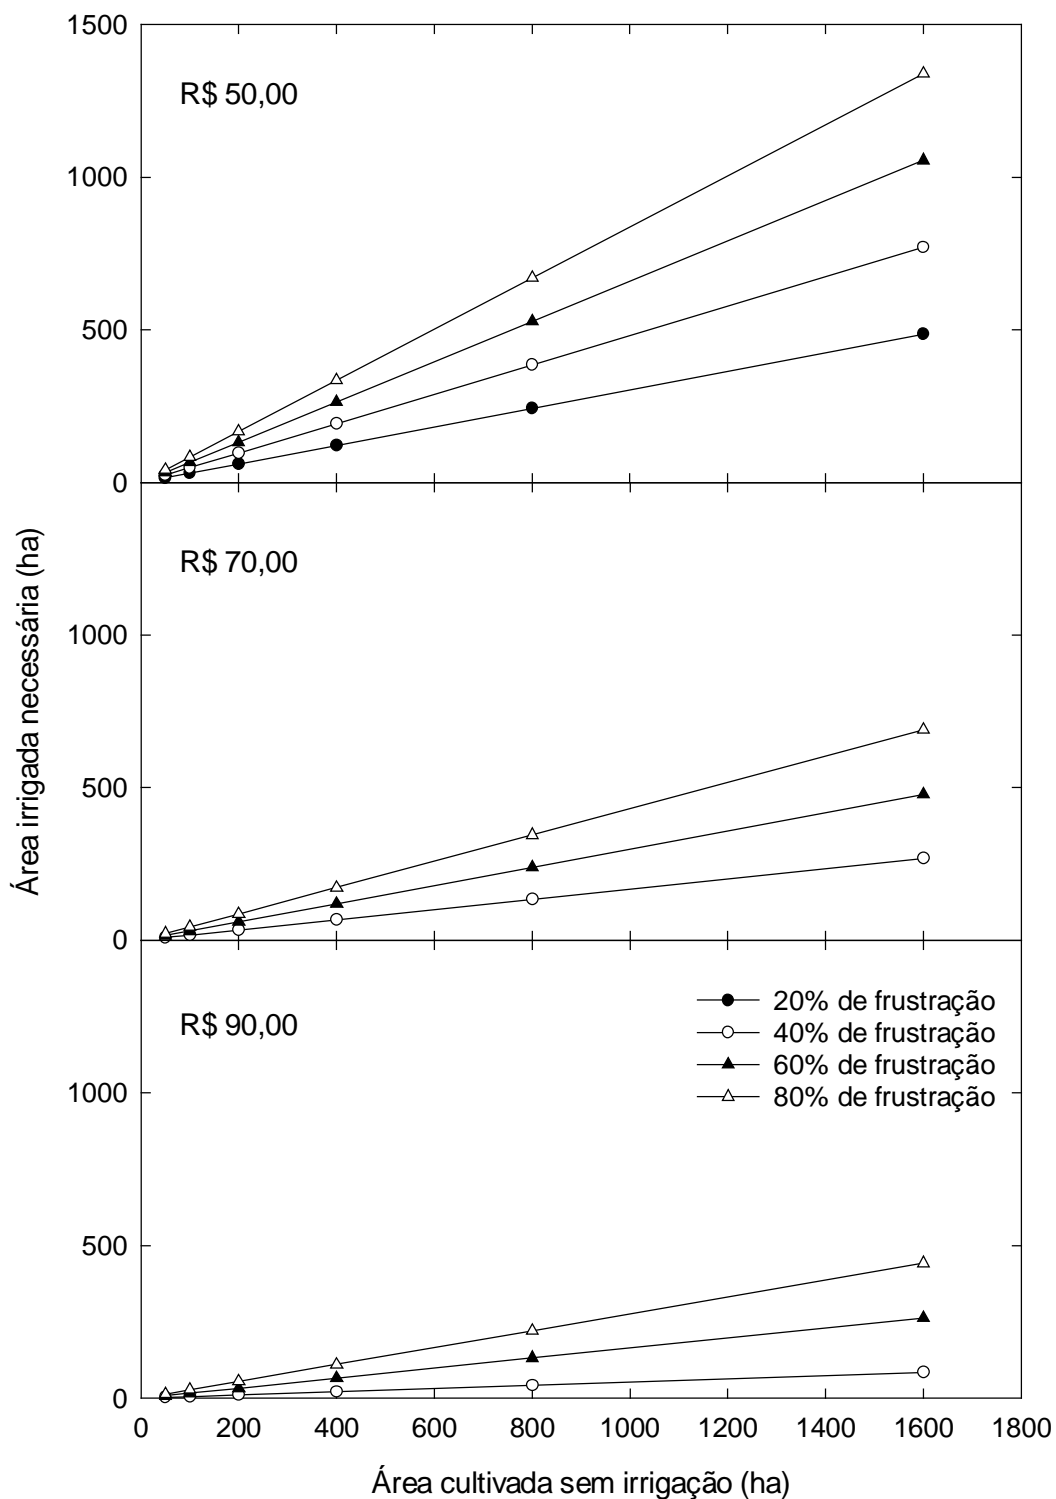 1500
R$ 50,00
1000
500
0
Área irrigada necessária (ha)
R$ 70,00
1000
500
0
20% de frustração
R$ 90,00
40% de frustração
60% de frustração
1000
80% de frustração
500
0
0 200 400 600 800 1000 1200 1400 1600 1800
Área cultivada sem irrigação (ha)